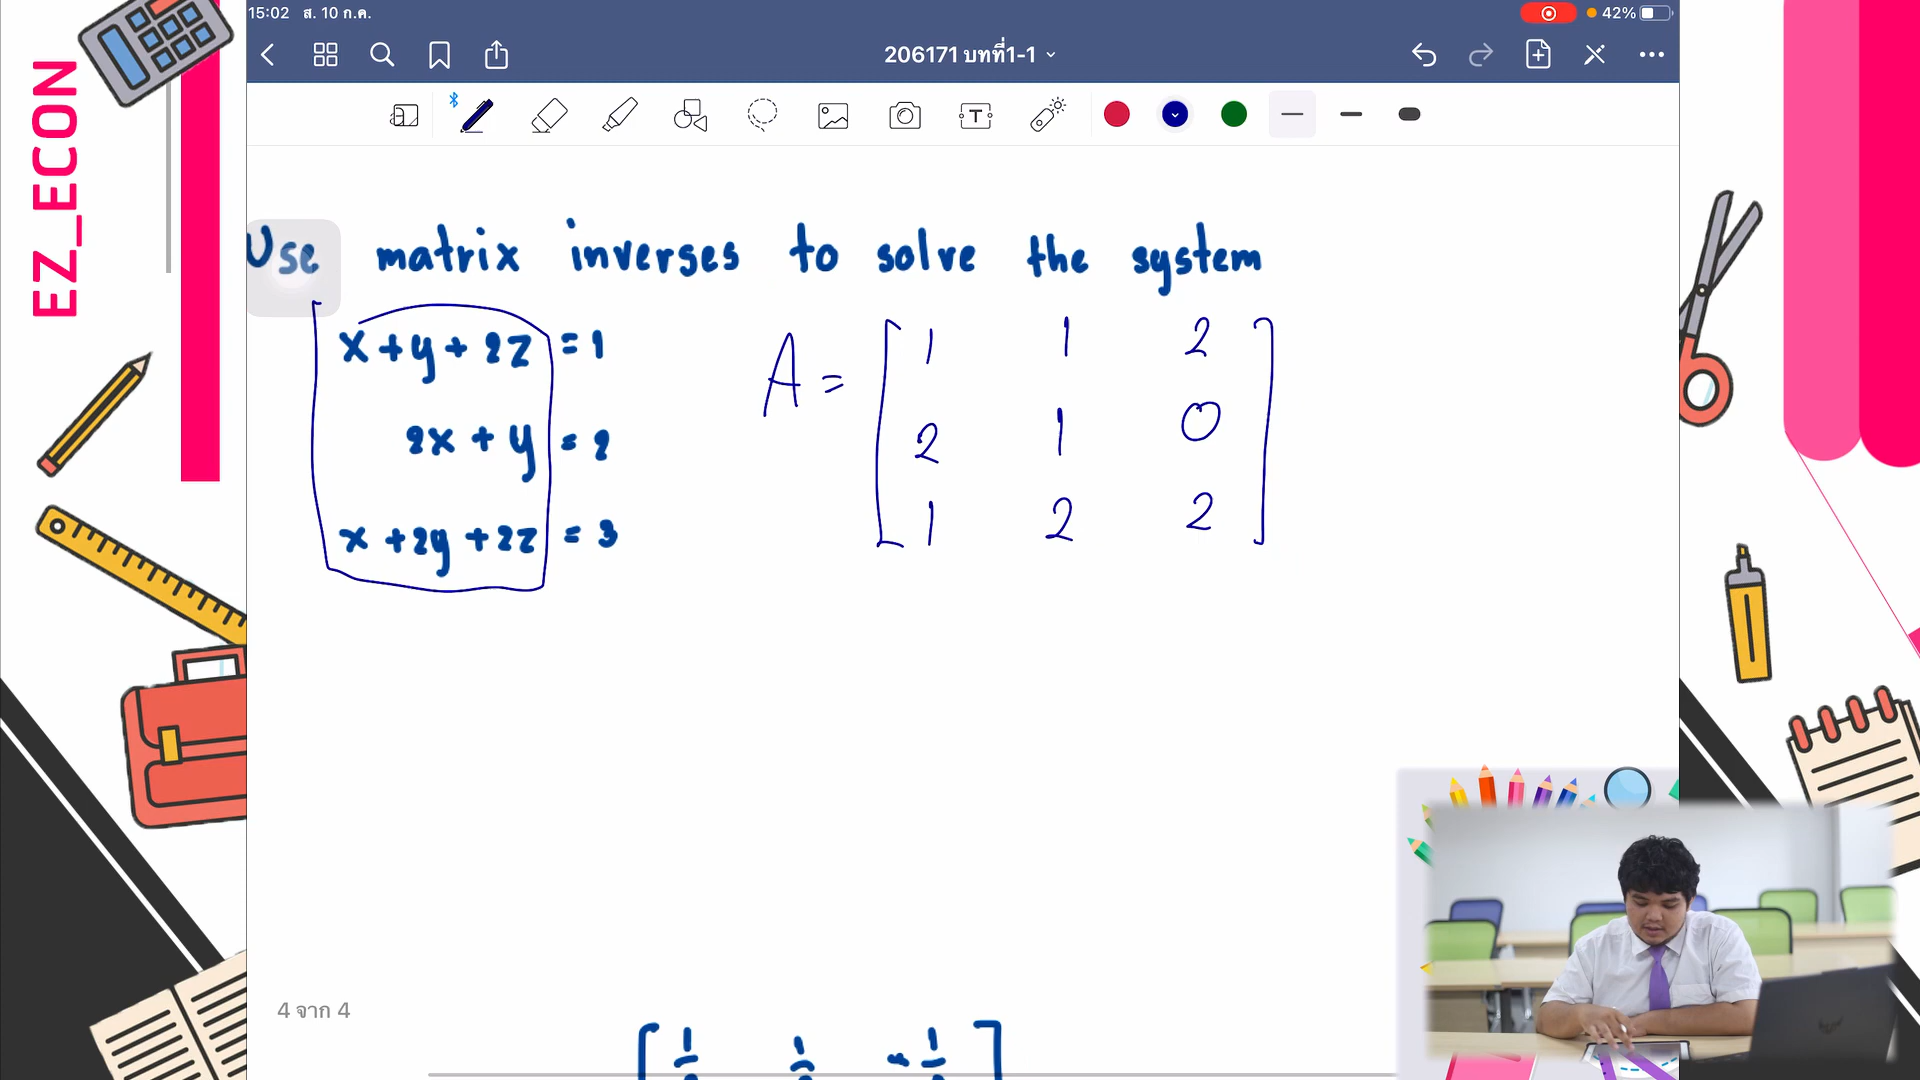 15:02 ส. 10 ก.ค.
42%
206171 บทที่1-1
EZ_ECON
Use matrix inverses to solve the system
x + y + 2z = 1
2x + y = 2
x + 2y + 2z = 3
A = [ 1 1 2
2 1 0
1 2 2 ]
4 จาก 4